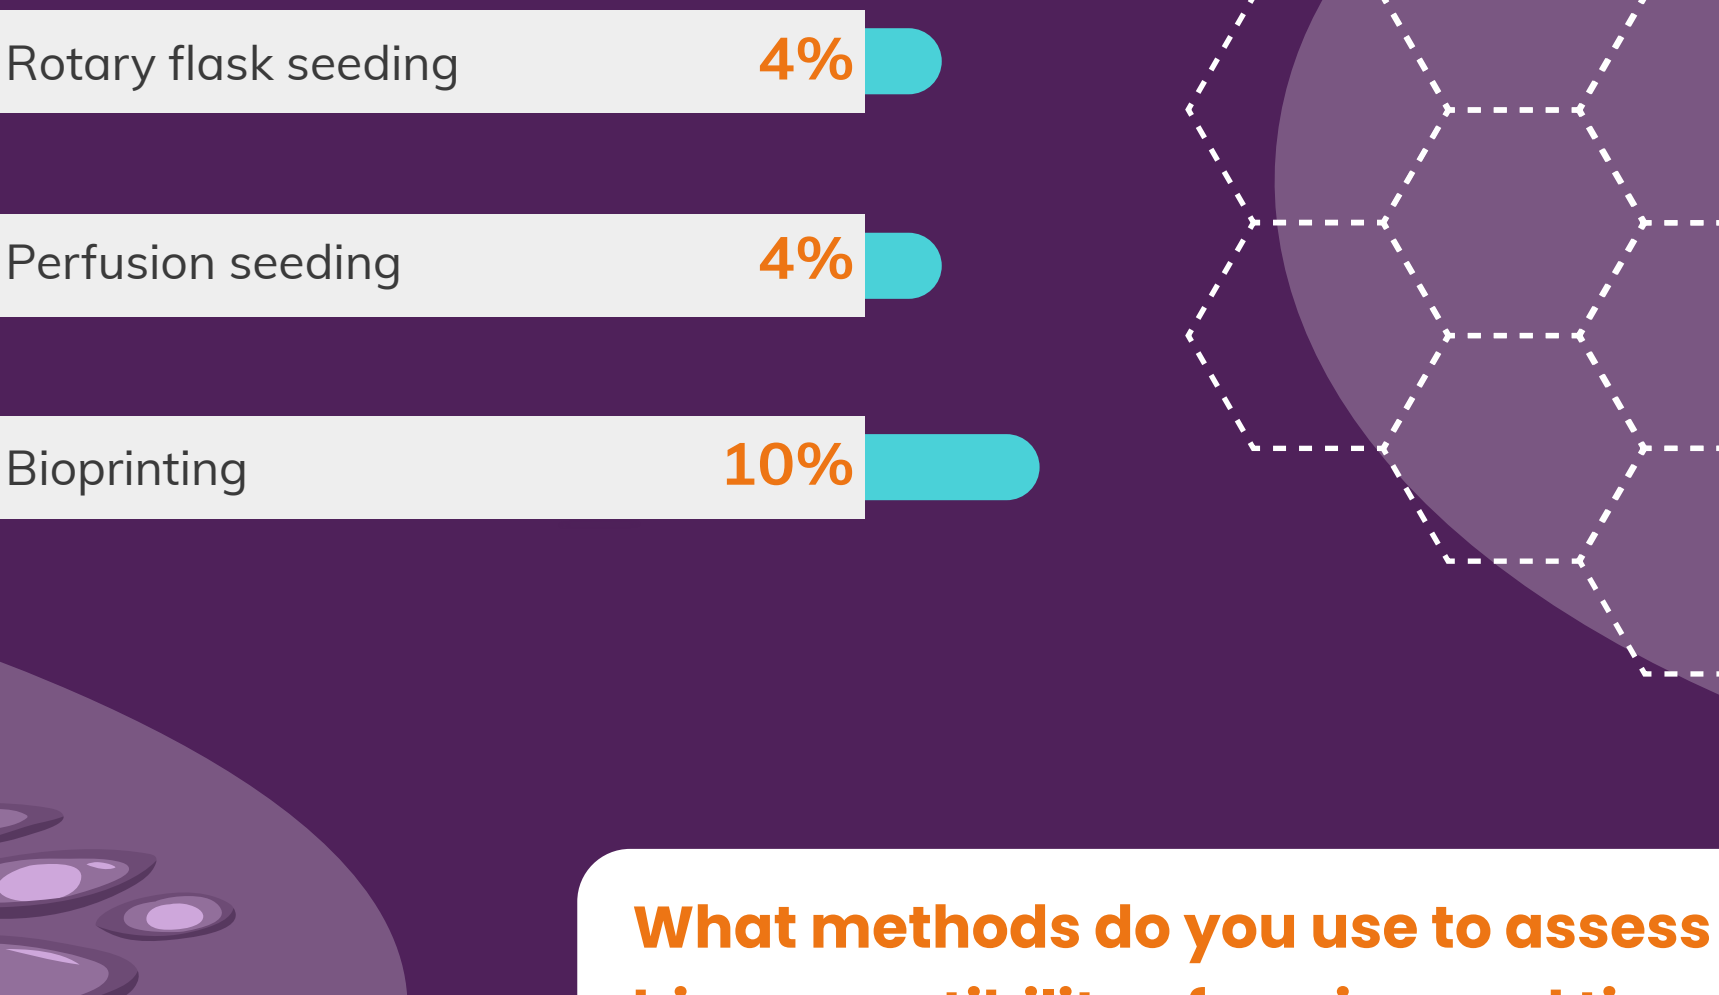 Rotary flask seeding 4%
Perfusion seeding 4%
Bioprinting 10%
What methods do you use to assess